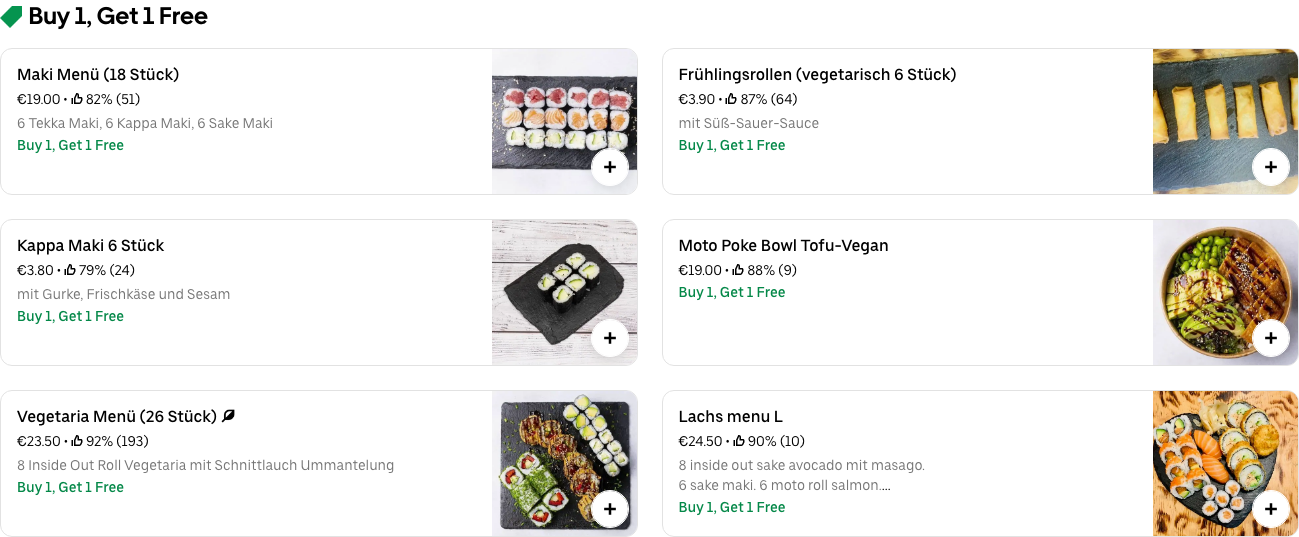 Buy 1, Get 1 Free
Maki Menü (18 Stück)
€19.00 • 82% (51)
6 Tekka Maki, 6 Kappa Maki, 6 Sake Maki
Buy 1, Get 1 Free
Frühlingsrollen (vegetarisch 6 Stück)
€3.90 • 87% (64)
mit Süß-Sauer-Sauce
Buy 1, Get 1 Free
Kappa Maki 6 Stück
€3.80 • 79% (24)
mit Gurke, Frischkäse und Sesam
Buy 1, Get 1 Free
Moto Poke Bowl Tofu-Vegan
€19.00 • 88% (9)
Buy 1, Get 1 Free
Vegetaria Menü (26 Stück)
€23.50 • 92% (193)
8 Inside Out Roll Vegetaria mit Schnittlauch Ummantelung
Buy 1, Get 1 Free
Lachs menu L
€24.50 • 90% (10)
8 inside out sake avocado mit masago.
6 sake maki. 6 moto roll salmon....
Buy 1, Get 1 Free